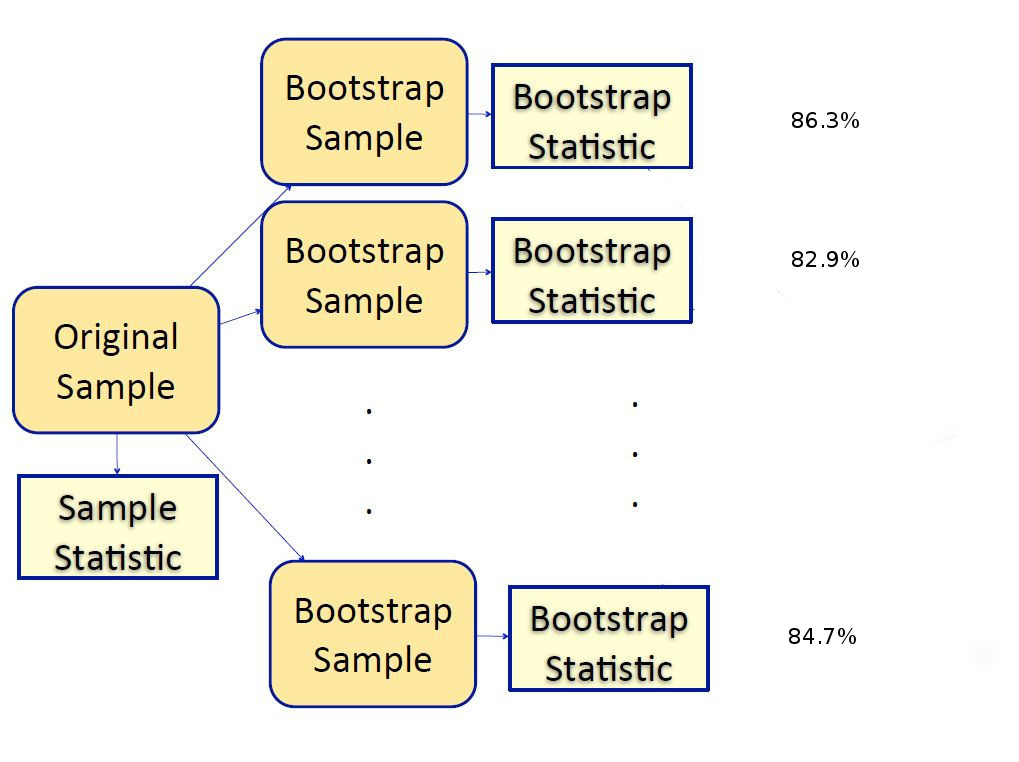 Bootstrap
Sample
Bootstrap
Statistic
86.3%
Bootstrap
Sample
Bootstrap
Statistic
82.9%
Original
Sample
Sample
Statistic
. .
. .
. .
Bootstrap
Sample
Bootstrap
Statistic
84.7%